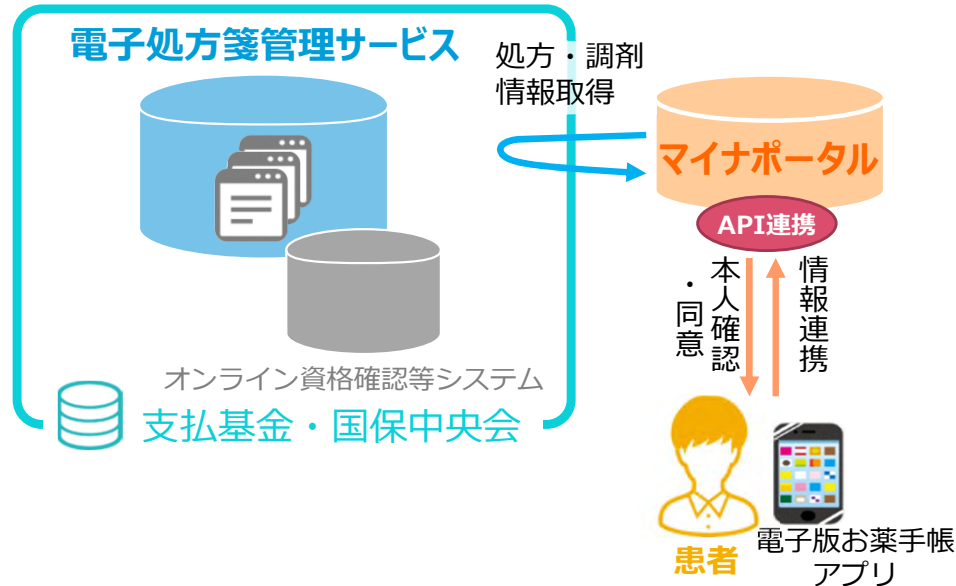 電子処方箋管理サービス
処方・調剤
情報取得
マイナポータル
API連携
本人確認
・同意
情報連携
オンライン資格確認等システム
支払基金・国保中央会
患者
電子版お薬手帳
アプリ